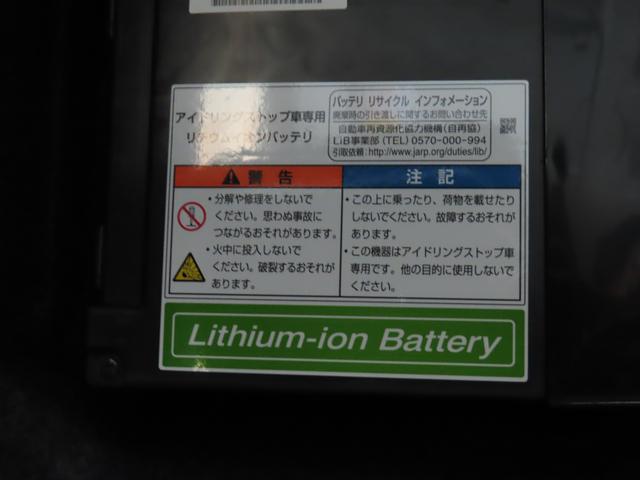 アイドリングストップ車専用
リチウムイオンバッテリ
バッテリ リサイクル インフォメーション
廃棄時の引き渡しに関するお問い合わせ先
自動車再資源化協力機構(自再協)
LiB事業部 (TEL) 0570-000-994
引取依頼: http://www.jarp.org/duties/lib/
警告
・分解や修理をしないで
ください。思わぬ事故に
つながるおそれがあります。
・火中に投入しないで
ください。破裂するおそれが
あります。
注記
・この上に乗ったり、荷物を載せたり
しないでください。故障するおそれが
あります。
・この機器はアイドリングストップ車
専用です。他の目的に使用しないで
ください。
Lithium-ion Battery